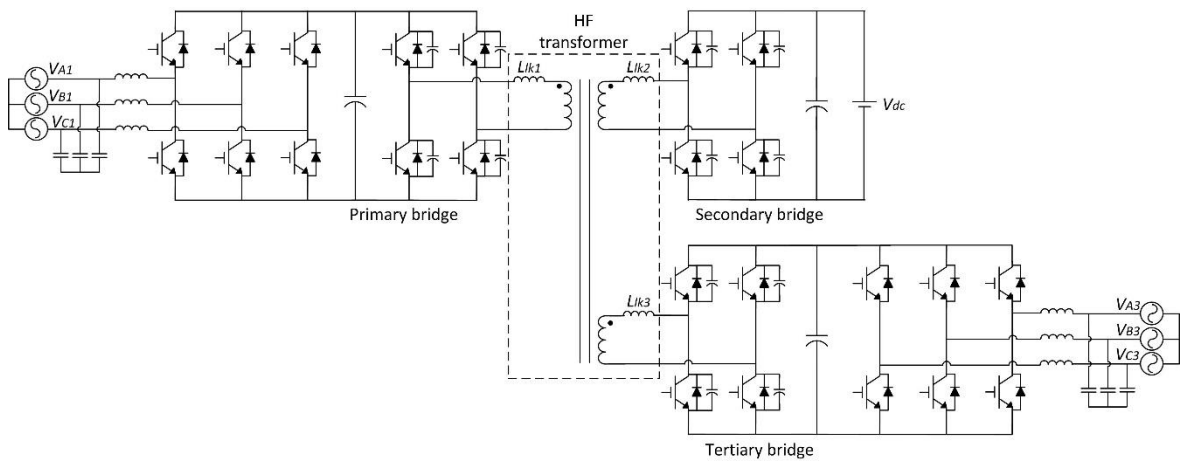 HF
transformer
Llk1
Llk2
VA1
VB1
VC1
Vdc
Primary bridge
Secondary bridge
Llk3
VA3
VB3
VC3
Tertiary bridge